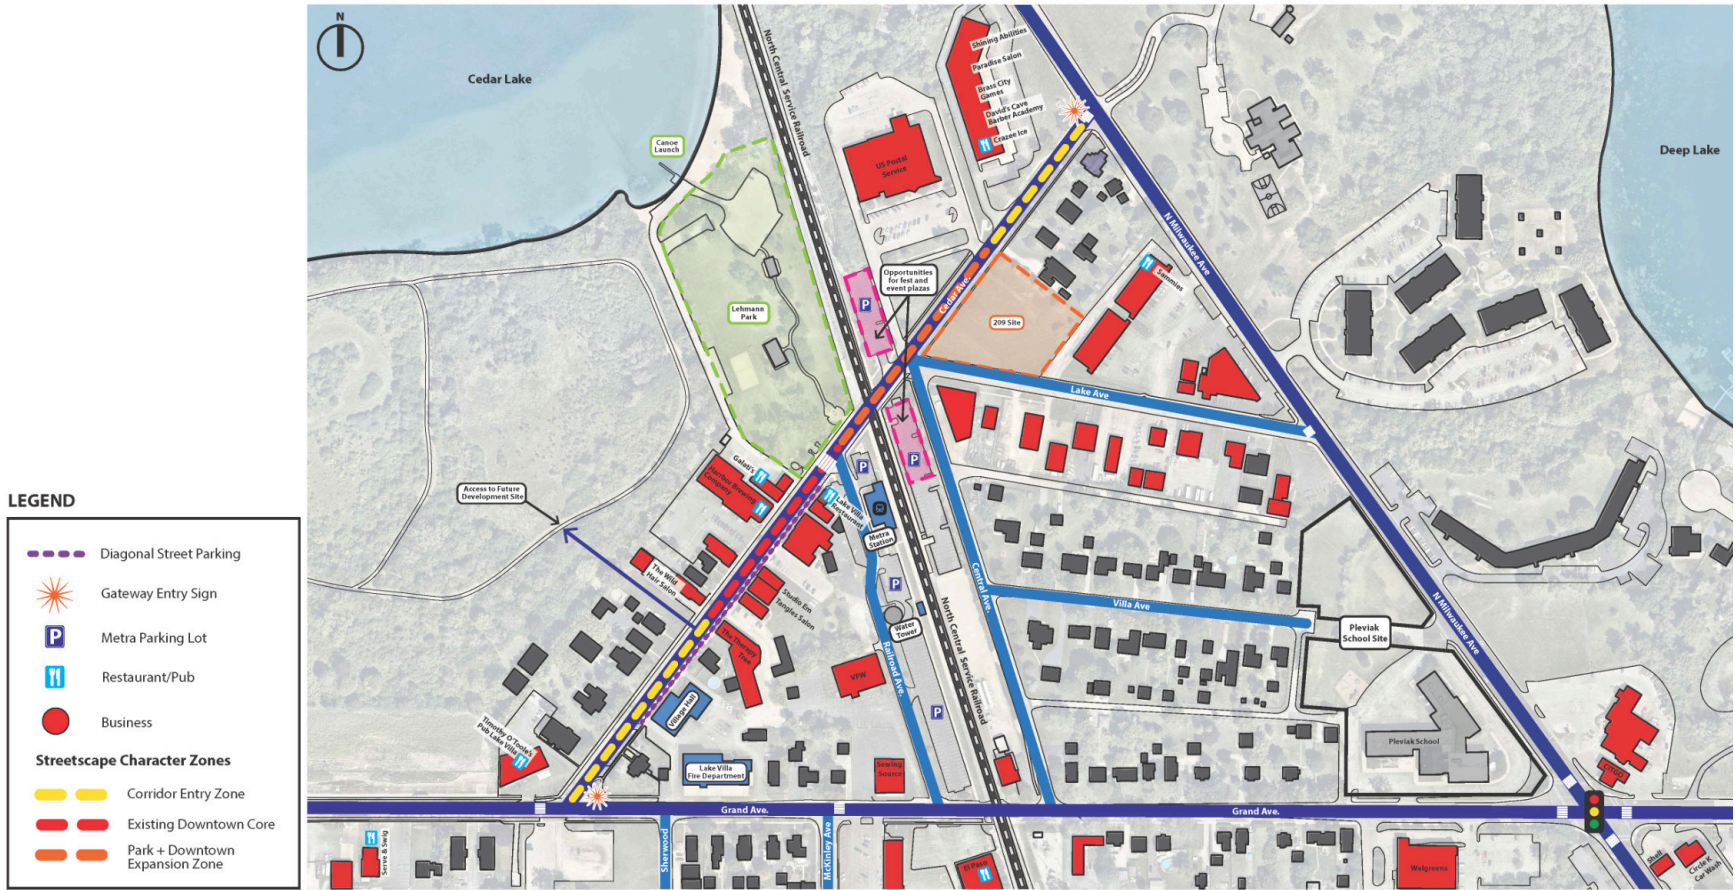 N
Cedar Lake
Deep Lake
North Central Service Railroad
Shining Abilities
Paradise Salon
Brass City
Games
David's Cave
Barber Academy
Crazee Ice
US Postal
Service
Canoe
Launch
N Milwaukee Ave
Opportunities
for fest and
event plazas
P
Cedar Ave.
Sammies
Lehmann
Park
209 Site
Lake Ave
Galati's
Harbor Brewing
Company
Lake Villa
Restaurant
P
P
Metra
Station
Access to Future
Development Site
The Wild
Hair Salon
Studio Em
Tangles Salon
P
Water
Tower
Central Ave.
Villa Ave
North Central Service Railroad
N Milwaukee Ave
Pleviak
School Site
The Therapy
Tree
VFW
Railroad Ave.
Village Hall
P
Timothy O'Toole's
Pub Lake Villa
Pleviak School
Lake Villa
Fire Department
Sewing
Source
CITGO
Grand Ave.
Grand Ave.
Serve & Swig
Sherwood
McKinley Ave
El Paso
Walgreens
Shell
Circle K
Car Wash
LEGEND
Diagonal Street Parking
Gateway Entry Sign
P
Metra Parking Lot
Restaurant/Pub
Business
Streetscape Character Zones
Corridor Entry Zone
Existing Downtown Core
Park + Downtown
Expansion Zone